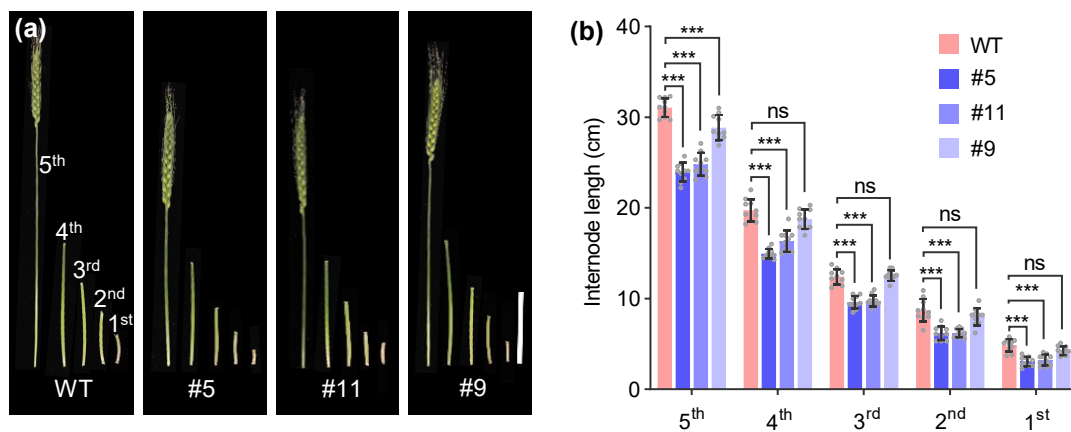 (a)
5th
4th
3rd
2nd
1st
WT
#5
#11
#9
(b)
Internode lengh (cm)
40
30
20
10
0
WT
#5
#11
#9
***
***
***
ns
***
***
ns
***
***
ns
***
***
ns
***
***
5th
4th
3rd
2nd
1st